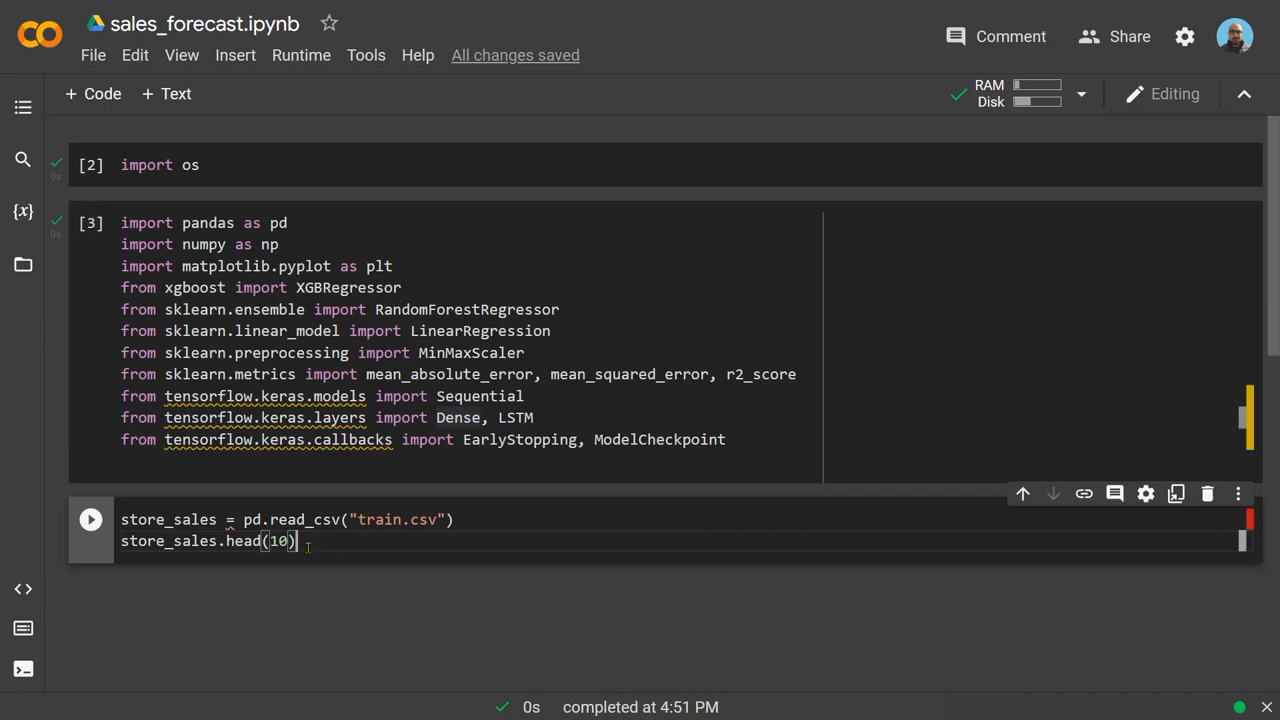 sales_forecast.ipynb
Comment Share
File Edit View Insert Runtime Tools Help All changes saved
+ Code + Text
RAM
Disk
Editing
[2] import os
0s
[3] import pandas as pd
0s
import numpy as np
import matplotlib.pyplot as plt
from xgboost import XGBRegressor
from sklearn.ensemble import RandomForestRegressor
from sklearn.linear_model import LinearRegression
from sklearn.preprocessing import MinMaxScaler
from sklearn.metrics import mean_absolute_error, mean_squared_error, r2_score
from tensorflow.keras.models import Sequential
from tensorflow.keras.layers import Dense, LSTM
from tensorflow.keras.callbacks import EarlyStopping, ModelCheckpoint
store_sales = pd.read_csv("train.csv")
store_sales.head(10)
0s completed at 4:51 PM